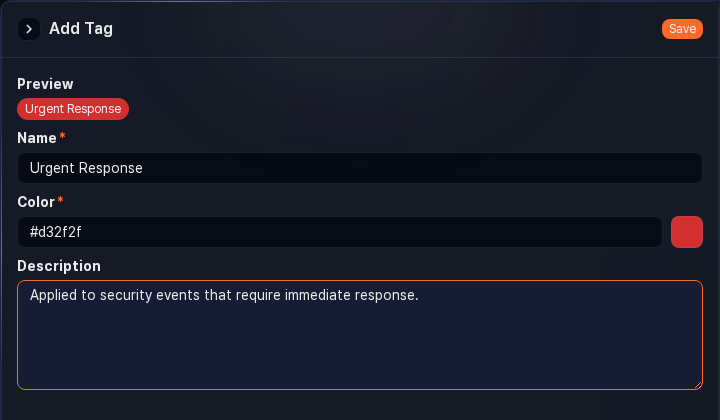 Add Tag
Save
Preview
Urgent Response
Name *
Urgent Response
Color *
#d32f2f
Description
Applied to security events that require immediate response.